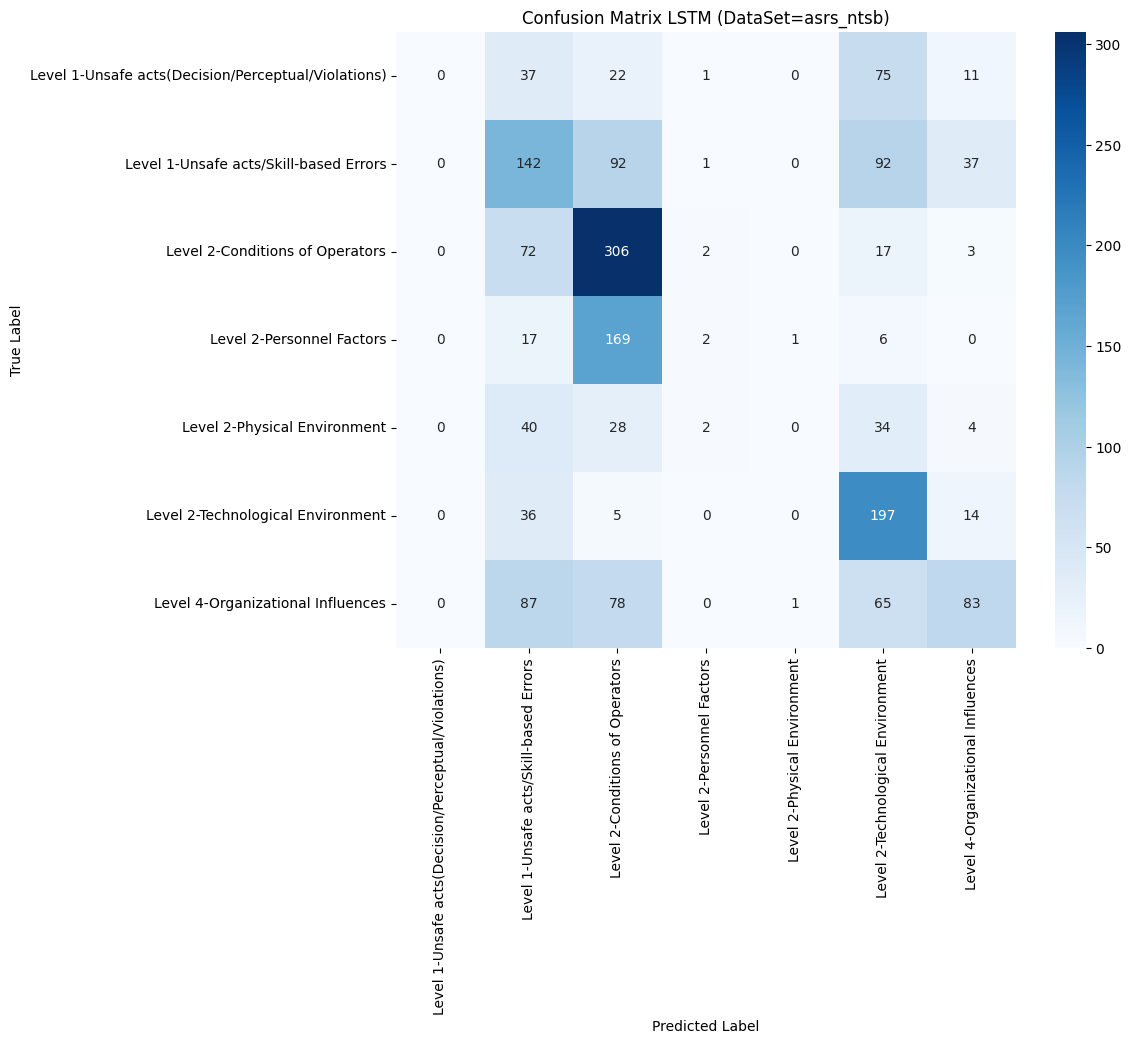 Confusion Matrix LSTM (DataSet=asrs_ntsb)
True Label
Level 1-Unsafe acts(Decision/Perceptual/Violations) 0 37 22 1 0 75 11
Level 1-Unsafe acts/Skill-based Errors 0 142 92 1 0 92 37
Level 2-Conditions of Operators 0 72 306 2 0 17 3
Level 2-Personnel Factors 0 17 169 2 1 6 0
Level 2-Physical Environment 0 40 28 2 0 34 4
Level 2-Technological Environment 0 36 5 0 0 197 14
Level 4-Organizational Influences 0 87 78 0 1 65 83
Level 1-Unsafe acts(Decision/Perceptual/Violations)
Level 1-Unsafe acts/Skill-based Errors
Level 2-Conditions of Operators
Level 2-Personnel Factors
Level 2-Physical Environment
Level 2-Technological Environment
Level 4-Organizational Influences
Predicted Label
300
250
200
150
100
50
0